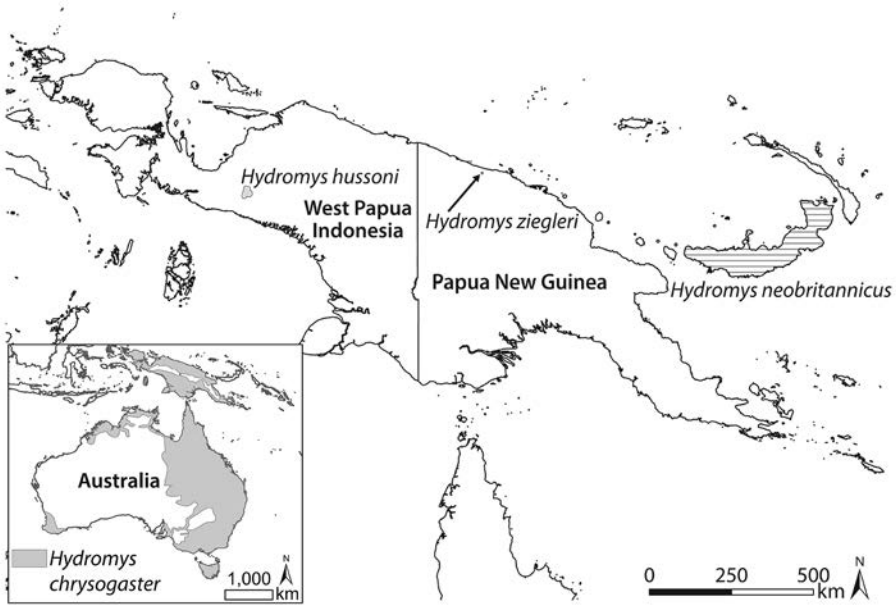 Hydromys hussoni
West Papua
Indonesia
Hydromys ziegleri
Papua New Guinea
Hydromys neobritannicus
Australia
Hydromys
chrysogaster
1,000
km
N
0 250 500
km
N